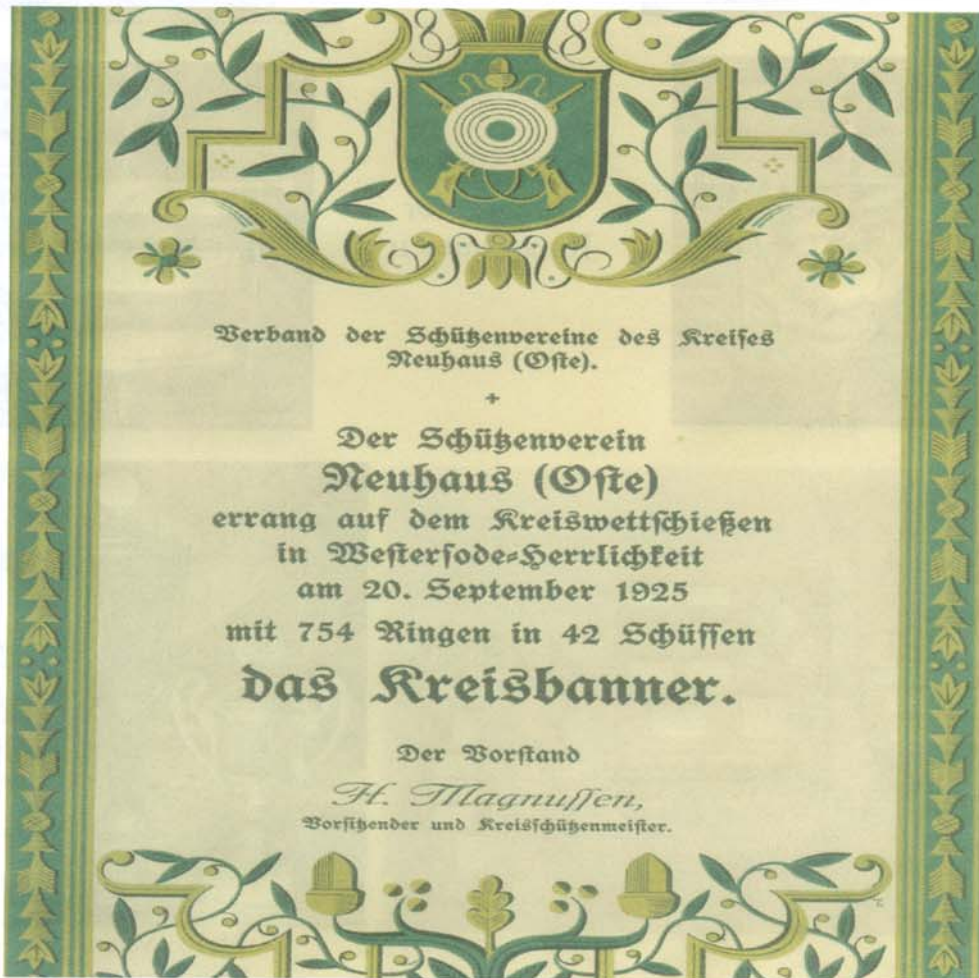 Verband der Schützenvereine des Kreises
Neuhaus (Oste).
+
Der Schützenverein
Neuhaus (Oste)
errang auf dem Kreiswettschießen
in Westersode-Herrlichkeit
am 20. September 1925
mit 754 Ringen in 42 Schüssen
das Kreisbanner.
Der Vorstand
H. Magnussen,
Vorsitzender und Kreisschützenmeister.